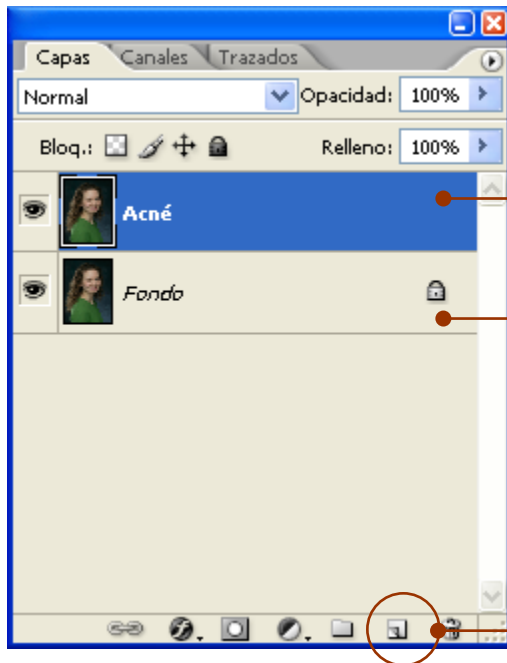 Capas Canales Trazados
Normal Opacidad: 100%
Bloq.: Relleno: 100%
Acné
Fondo